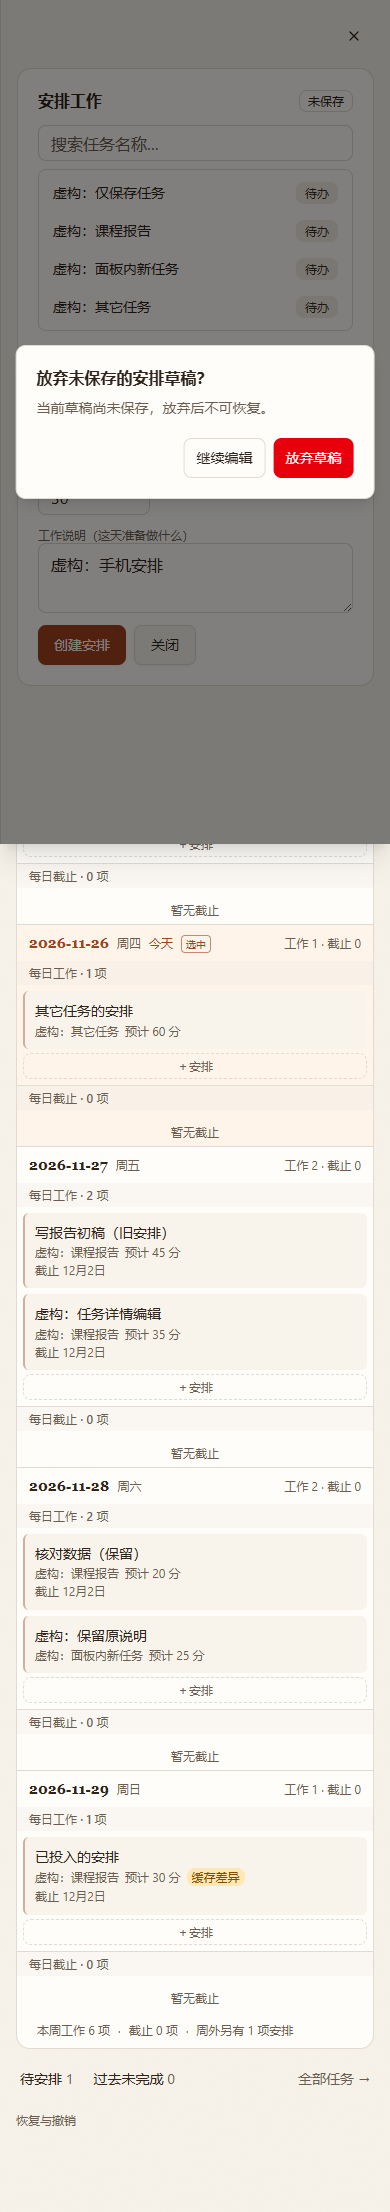 ×
安排工作 未保存
搜索任务名称...
虚构：仅保存任务 待办
虚构：课程报告 待办
虚构：面板内新任务 待办
虚构：其它任务 待办
放弃未保存的安排草稿？
当前草稿尚未保存，放弃后不可恢复。
继续编辑 放弃草稿
工作说明（这天准备做什么）
虚构：手机安排
创建安排 关闭
+ 安排
每日截止 · 0 项
暂无截止
2026-11-26 周四 今天 选中 工作 1 · 截止 0
每日工作 · 1 项
其它任务的安排
虚构：其它任务 预计 60 分
+ 安排
每日截止 · 0 项
暂无截止
2026-11-27 周五 工作 2 · 截止 0
每日工作 · 2 项
写报告初稿（旧安排）
虚构：课程报告 预计 45 分
截止 12月2日
虚构：任务详情编辑
虚构：课程报告 预计 35 分
截止 12月2日
+ 安排
每日截止 · 0 项
暂无截止
2026-11-28 周六 工作 2 · 截止 0
每日工作 · 2 项
核对数据（保留）
虚构：课程报告 预计 20 分
截止 12月2日
虚构：保留原说明
虚构：面板内新任务 预计 25 分
+ 安排
每日截止 · 0 项
暂无截止
2026-11-29 周日 工作 1 · 截止 0
每日工作 · 1 项
已投入的安排
虚构：课程报告 预计 30 分 缓存差异
截止 12月2日
+ 安排
每日截止 · 0 项
暂无截止
本周工作 6 项 · 截止 0 项 · 周外另有 1 项安排
待安排 1 过去未完成 0 全部任务 →
恢复与撤销